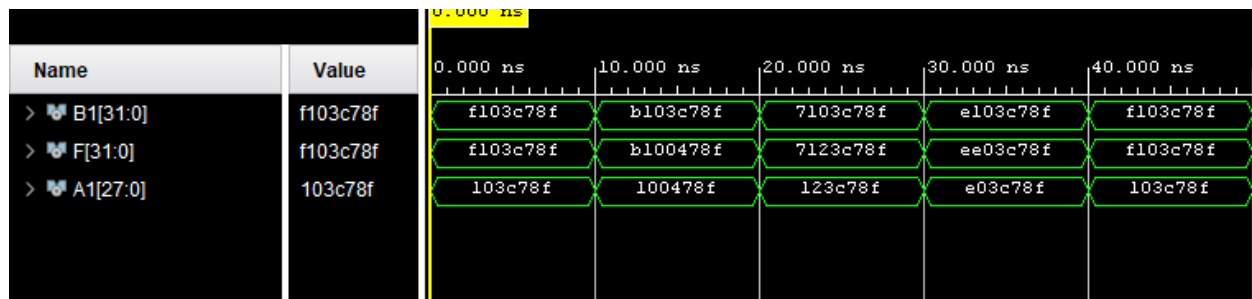 0.000 ns
Name Value 0.000 ns 10.000 ns 20.000 ns 30.000 ns 40.000 ns
B1[31:0] f103c78f f103c78f b103c78f 7103c78f e103c78f f103c78f
F[31:0] f103c78f f103c78f b100478f 7123c78f ee03c78f f103c78f
A1[27:0] 103c78f 103c78f 100478f 123c78f e03c78f 103c78f